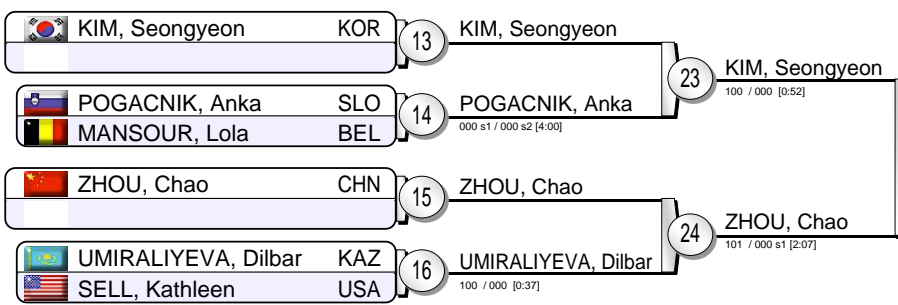 KIM, Seongyeon KOR
13
KIM, Seongyeon
23
KIM, Seongyeon
100 / 000 [0:52]
POGACNIK, Anka SLO
MANSOUR, Lola BEL
14
POGACNIK, Anka
000 s1 / 000 s2 [4:00]
ZHOU, Chao CHN
15
ZHOU, Chao
24
ZHOU, Chao
101 / 000 s1 [2:07]
UMIRALIYEVA, Dilbar KAZ
SELL, Kathleen USA
16
UMIRALIYEVA, Dilbar
100 / 000 [0:37]